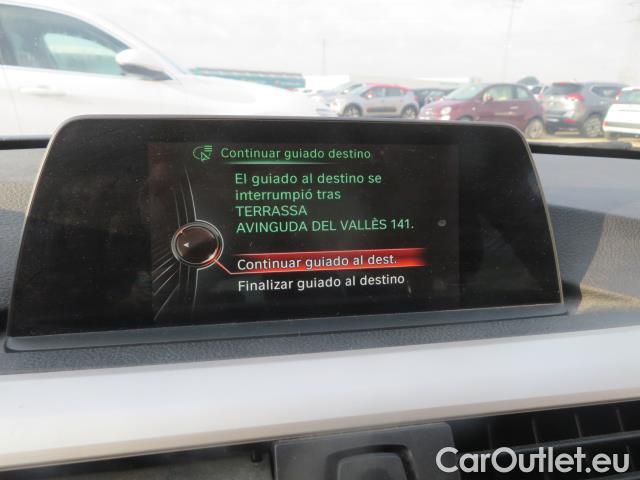 Continuar guiado destino
El guiado al destino se
interrumpió tras
TERRASSA
AVINGUDA DEL VALLÈS 141.
Continuar guiado al dest.
Finalizar guiado al destino
CarOutlet.eu